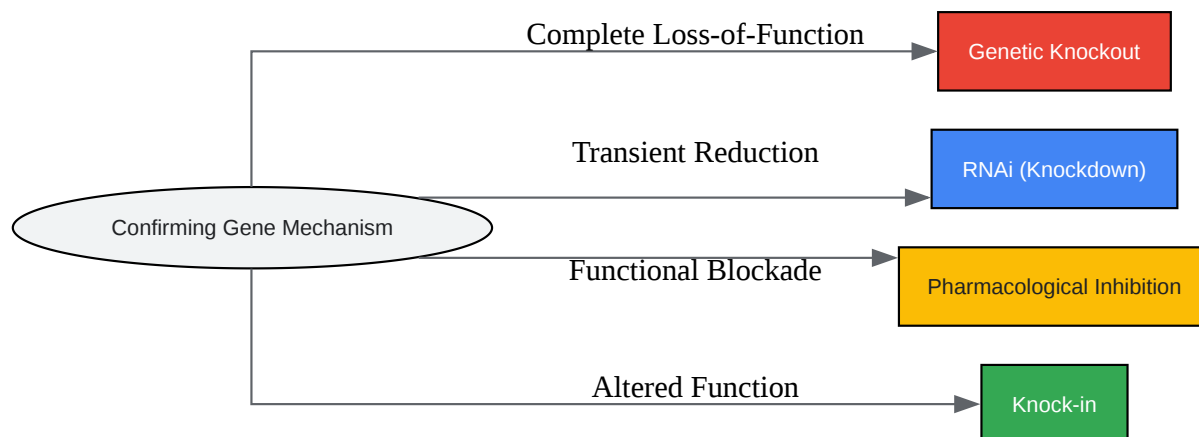 Complete Loss-of-Function
Genetic Knockout
Transient Reduction
RNAi (Knockdown)
Confirming Gene Mechanism
Functional Blockade
Pharmacological Inhibition
Altered Function
Knock-in